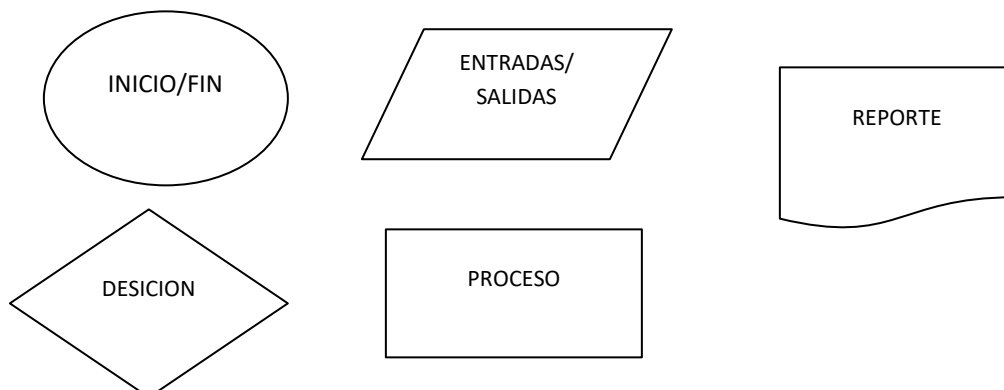 INICIO/FIN
ENTRADAS/
SALIDAS
REPORTE
DESICION
PROCESO